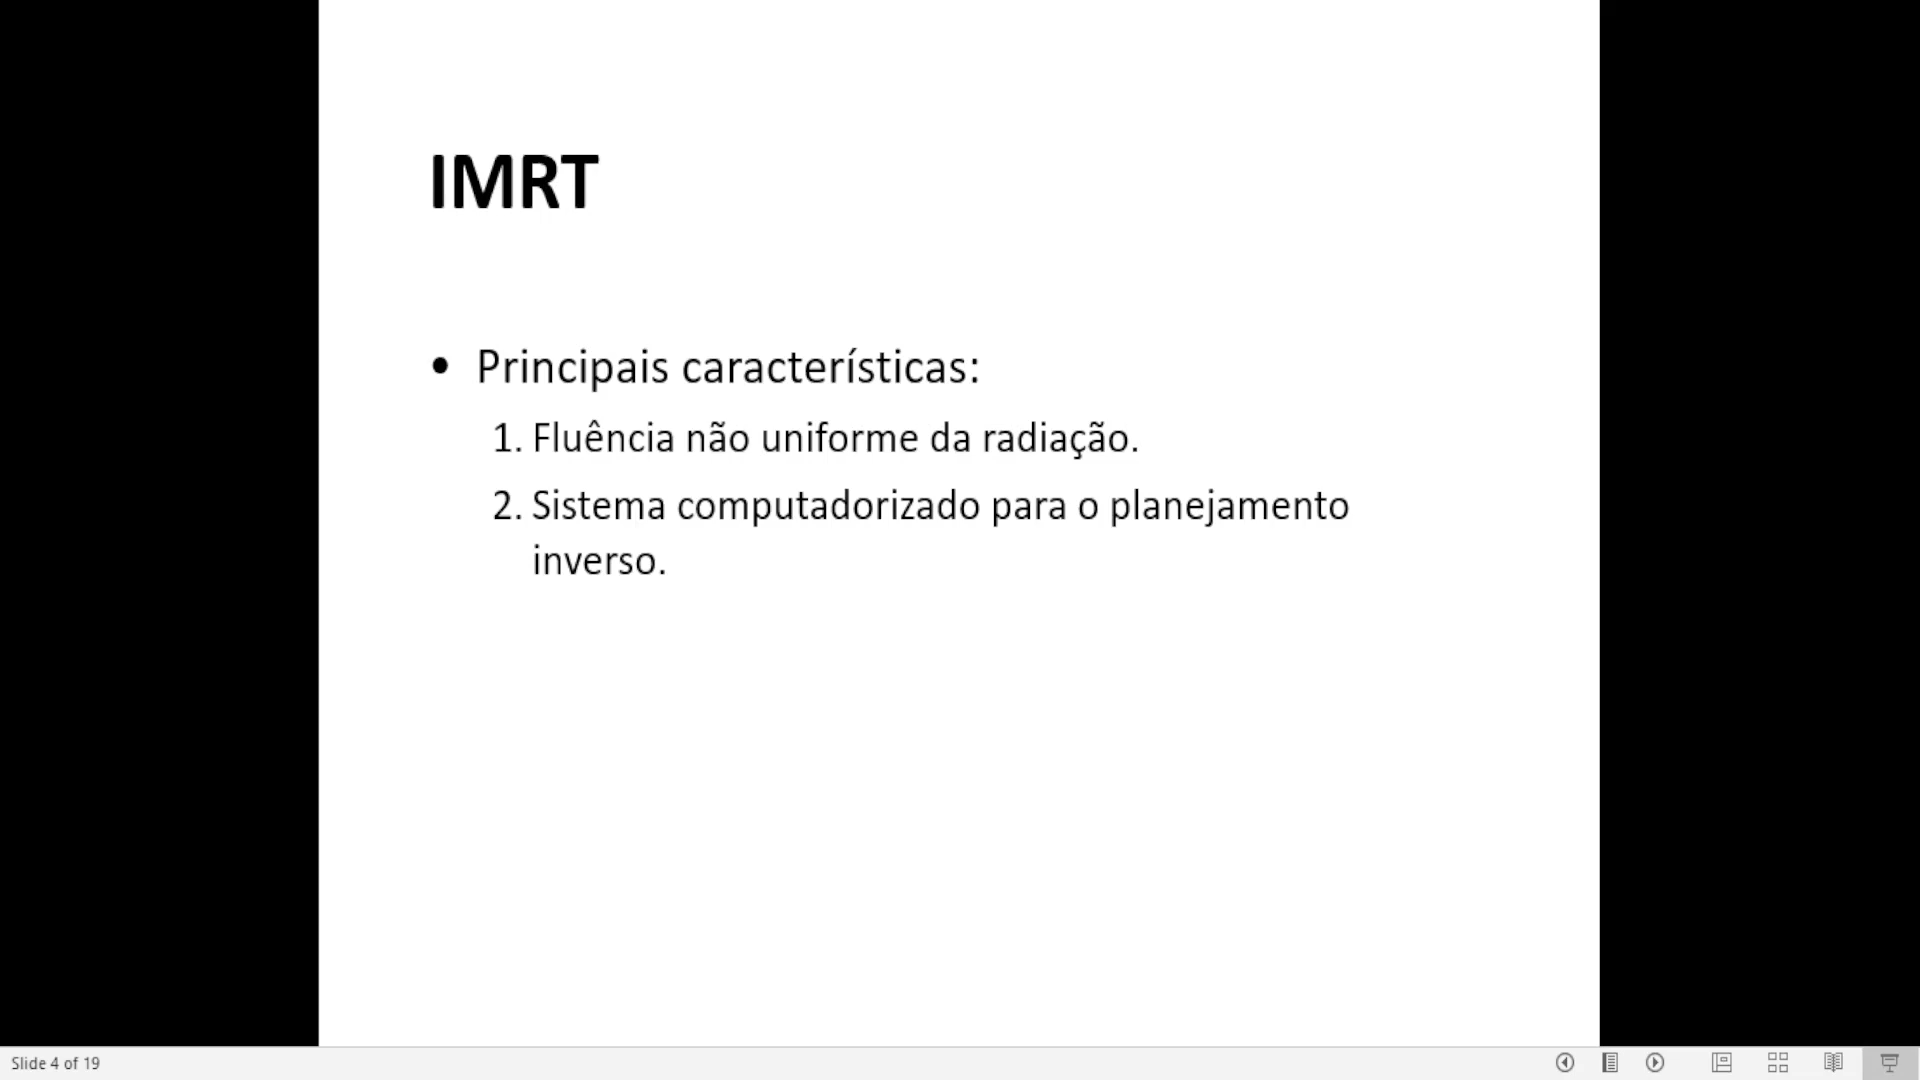 IMRT
• Principais características:
1. Fluência não uniforme da radiação.
2. Sistema computadorizado para o planejamento
inverso.
Slide 4 of 19